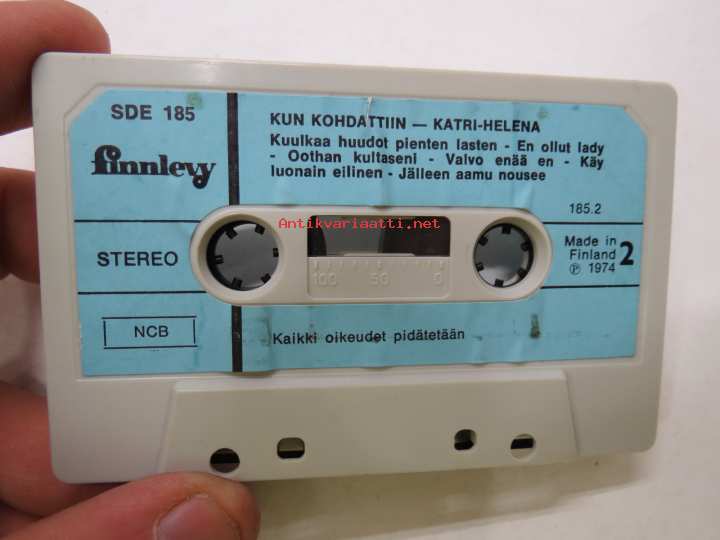 SDE 185
finnlevy
STEREO
NCB
KUN KOHDATTIIN — KATRI-HELENA
Kuulkaa huudot pienten lasten - En ollut lady
- Oothan kultaseni - Valvo enää en - Käy
luonain eilinen - Jälleen aamu nousee
185.2
Antikvariaatti.net
100 50 0
Made in
Finland 2
℗ 1974
Kaikki oikeudet pidätetään